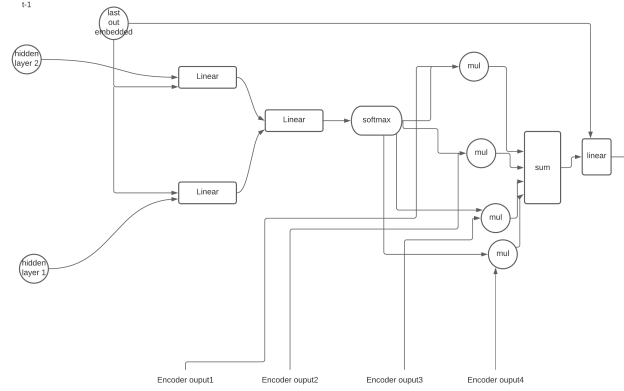 t-1
last
out
embedded
hidden
layer 2
Linear
mul
Linear
softmax
mul
sum
linear
Linear
mul
hidden
layer 1
mul
Encoder ouput1
Encoder ouput2
Encoder ouput3
Encoder ouput4